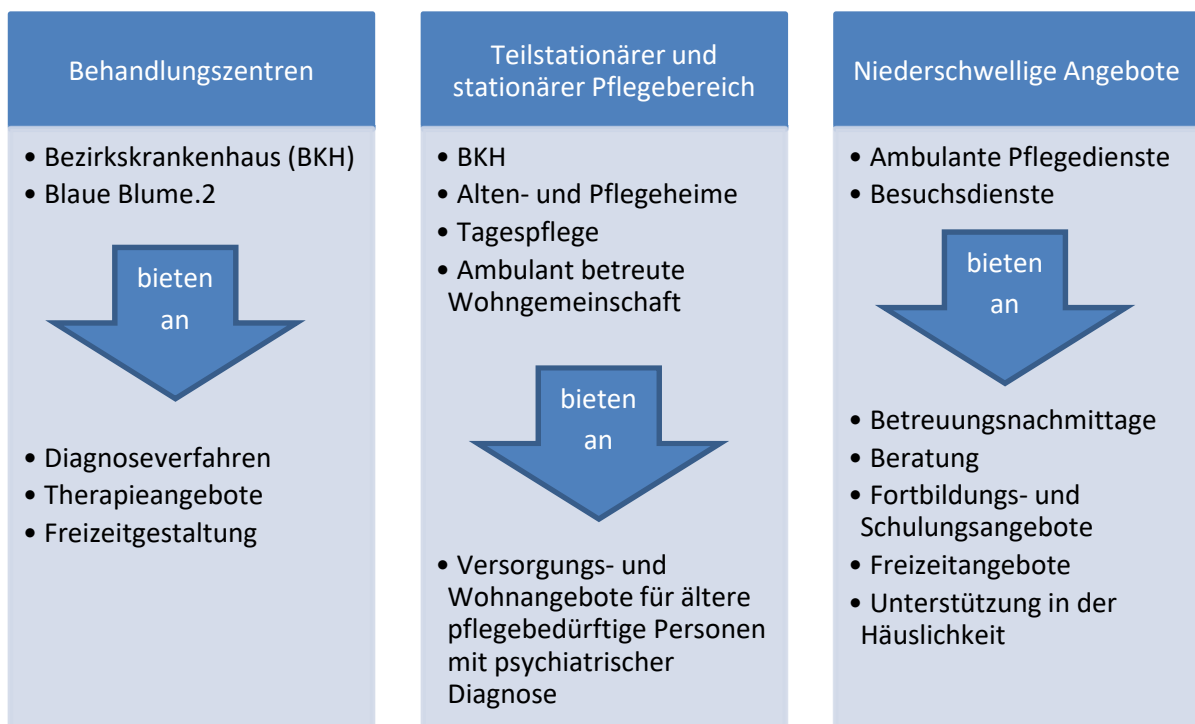 Behandlungszentren
• Bezirkskrankenhaus (BKH)
• Blaue Blume.2
bieten
an
• Diagnoseverfahren
• Therapieangebote
• Freizeitgestaltung
Teilstationärer und
stationärer Pflegebereich
• BKH
• Alten- und Pflegeheime
• Tagespflege
• Ambulant betreute
Wohngemeinschaft
bieten
an
• Versorgungs- und
Wohnangebote für ältere
pflegebedürftige Personen
mit psychiatrischer
Diagnose
Niederschwellige Angebote
• Ambulante Pflegedienste
• Besuchsdienste
bieten
an
• Betreuungsnachmittage
• Beratung
• Fortbildungs- und
Schulungsangebote
• Freizeitangebote
• Unterstützung in der
Häuslichkeit